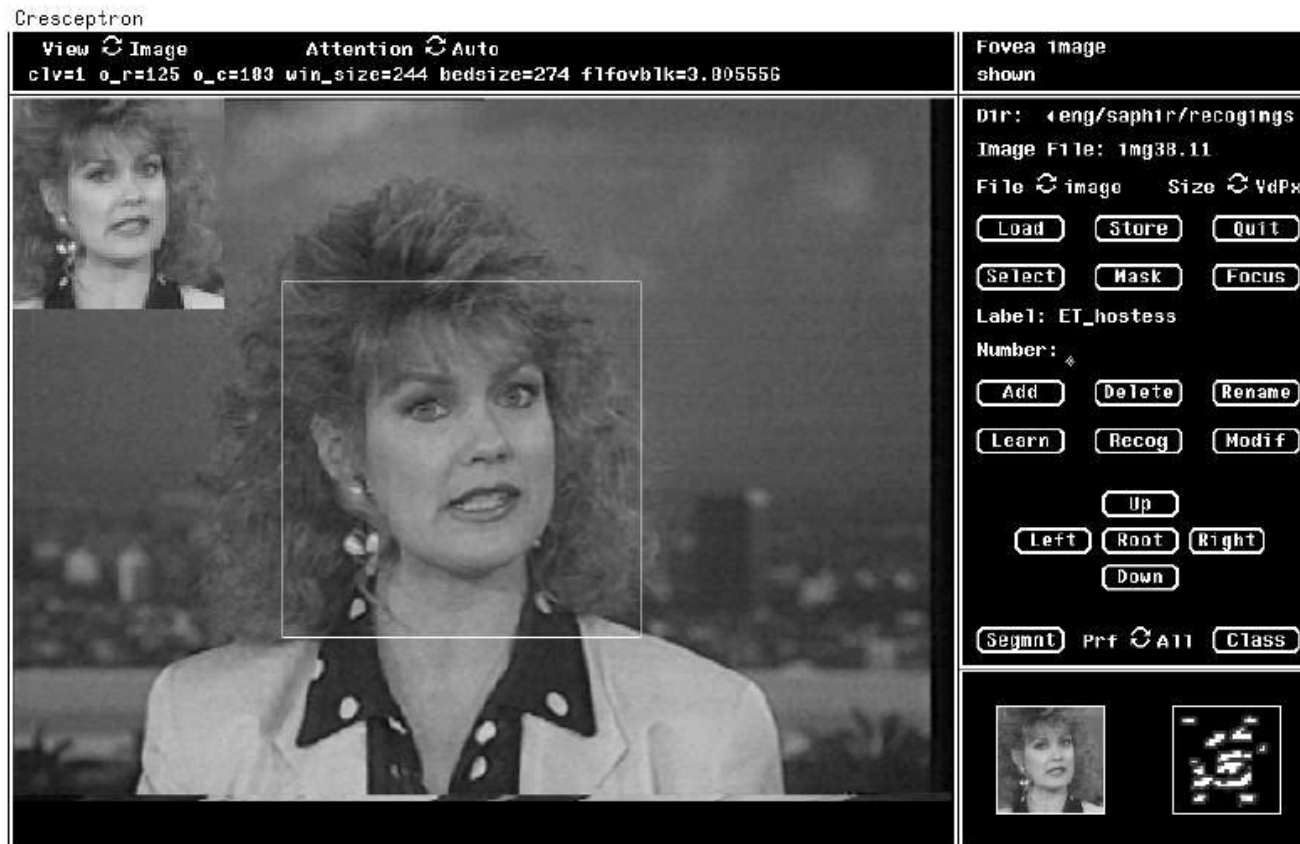 Cresceptron
View Image Attention Auto
clv=1 o_r=125 o_c=183 win_size=244 bedsize=274 flfovblk=3.805556
Fovea image
shown
Dir: eng/saphir/recogimgs
Image File: img38.11
File image Size VdPx
Load Store Quit
Select Mask Focus
Label: ET_hostess
Number:
Add Delete Rename
Learn Recog Modif
Up
Left Root Right
Down
Segmnt Prf All Class